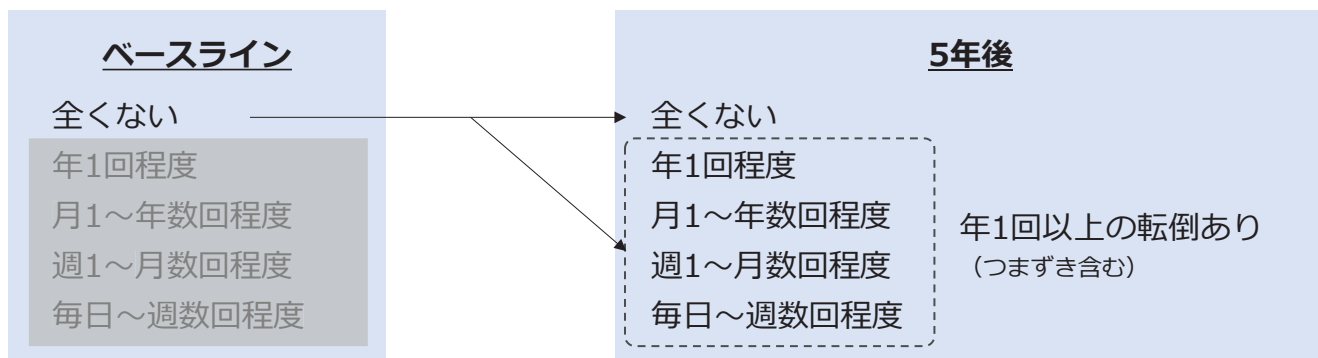 ベースライン
全くない
年1回程度
月1～年数回程度
週1～月数回程度
毎日～週数回程度
5年後
全くない
年1回程度
月1～年数回程度
週1～月数回程度
毎日～週数回程度
年1回以上の転倒あり
（つまずき含む）